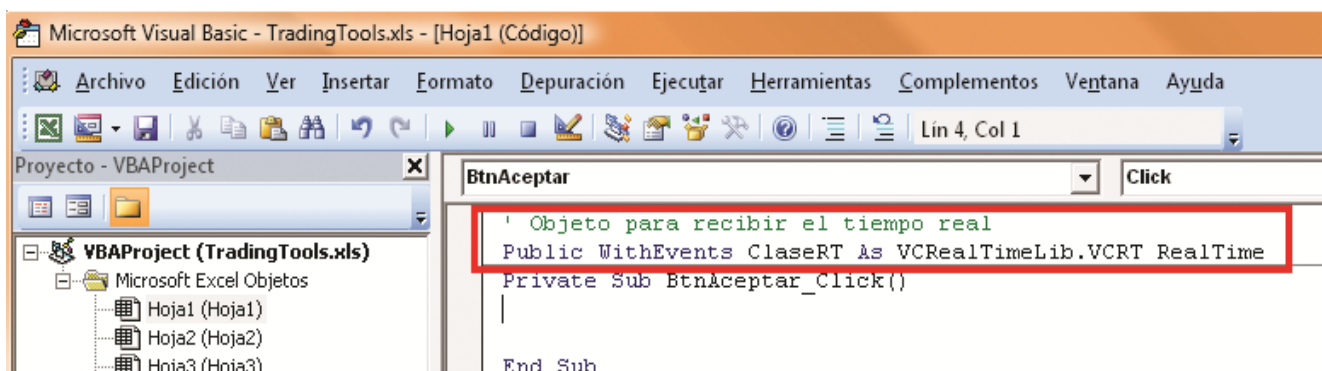 Microsoft Visual Basic - TradingTools.xls - [Hoja1 (Código)]
Archivo Edición Ver Insertar Formato Depuración Ejecutar Herramientas Complementos Ventana Ayuda
Lín 4, Col 1
Proyecto - VBAProject
BtnAceptar Click
' Objeto para recibir el tiempo real
Public WithEvents ClaseRT As VCRealTimeLib.VCRT RealTime
VBAProject (TradingTools.xls)
Private Sub BtnAceptar_Click()
Microsoft Excel Objetos
Hoja1 (Hoja1)
Hoja2 (Hoja2)
Hoja3 (Hoja3)
End Sub